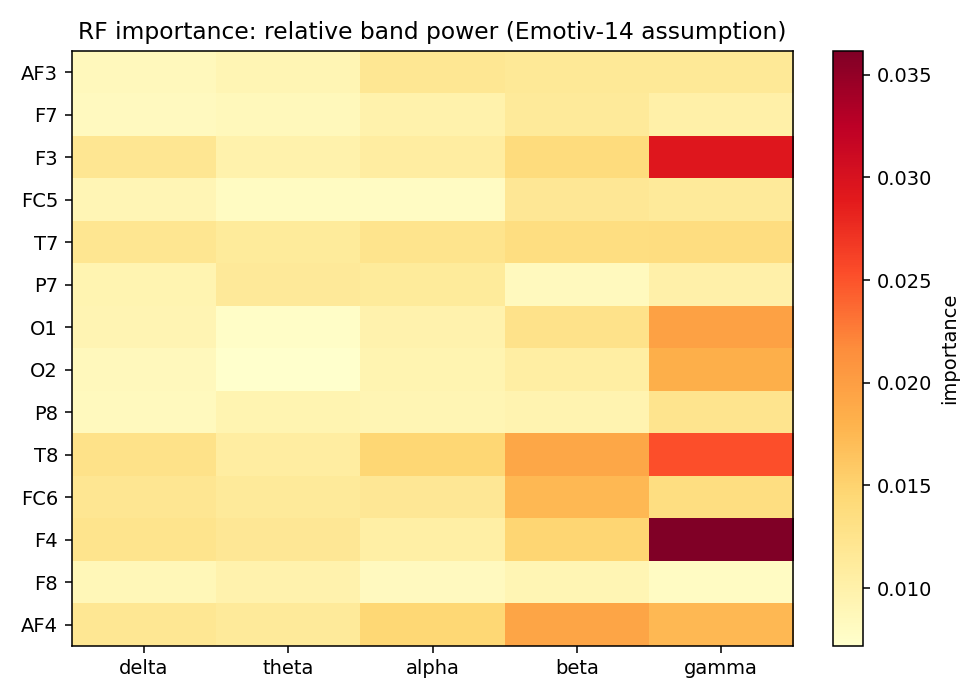 RF importance: relative band power (Emotiv-14 assumption)
AF3
F7
F3
FC5
T7
P7
O1
O2
P8
T8
FC6
F4
F8
AF4
delta theta alpha beta gamma
0.035
0.030
0.025
0.020
0.015
0.010
importance